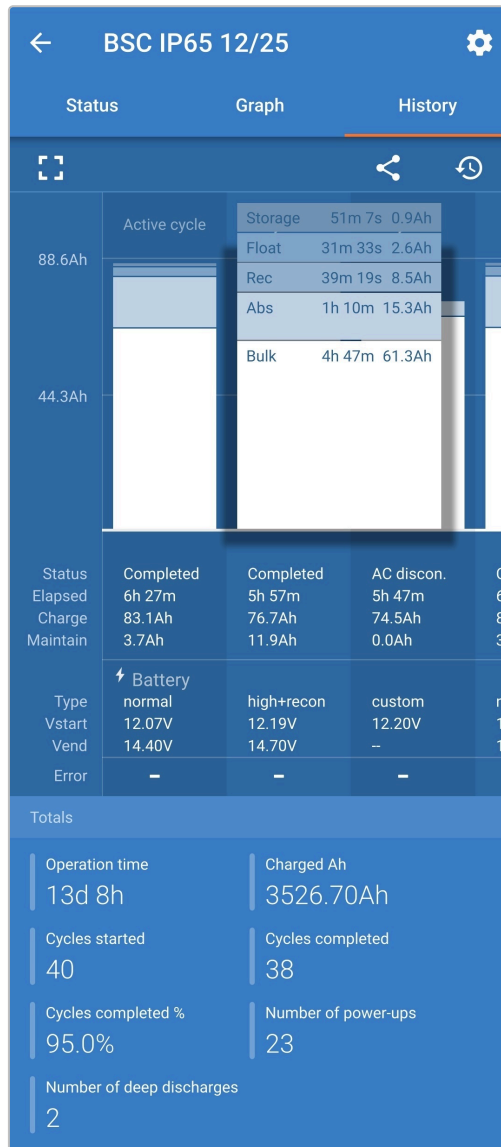 BSC IP65 12/25
Status Graph History
Active cycle
Storage 51m 7s 0.9Ah
Float 31m 33s 2.6Ah
88.6Ah
Rec 39m 19s 8.5Ah
Abs 1h 10m 15.3Ah
Bulk 4h 47m 61.3Ah
44.3Ah
Status Completed Completed AC discon.
Elapsed 6h 27m 5h 57m 5h 47m
Charge 83.1Ah 76.7Ah 74.5Ah
Maintain 3.7Ah 11.9Ah 0.0Ah
Battery
Type normal high+recon custom
Vstart 12.07V 12.19V 12.20V
Vend 14.40V 14.70V --
Error – – –
Totals
Operation time Charged Ah
13d 8h 3526.70Ah
Cycles started Cycles completed
40 38
Cycles completed % Number of power-ups
95.0% 23
Number of deep discharges
2